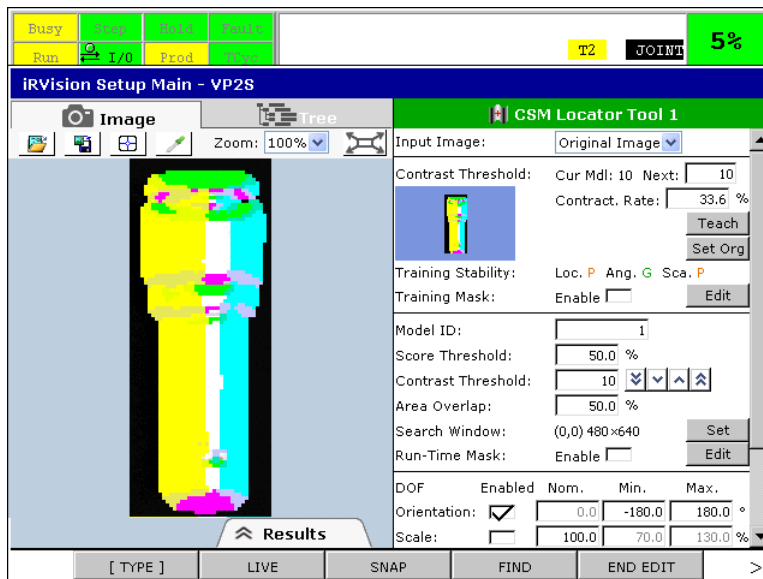 Busy Step Hold Fault
Run I/O Prod TCyc
T2 JOINT 5%
iRVision Setup Main - VP2S
Image Tree
CSM Locator Tool 1
Zoom: 100%
Input Image: Original Image
Contrast Threshold: Cur Mdl: 10 Next: 10
Contract. Rate: 33.6 %
Teach
Set Org
Training Stability: Loc. P Ang. G Sca. P
Training Mask: Enable Edit
Model ID: 1
Score Threshold: 50.0 %
Contrast Threshold: 10
Area Overlap: 50.0 %
Search Window: (0,0) 480×640 Set
Run-Time Mask: Enable Edit
DOF Enabled Nom. Min. Max.
Orientation: 0.0 -180.0 180.0 °
Scale: 100.0 70.0 130.0 %
Results
[ TYPE ] LIVE SNAP FIND END EDIT >